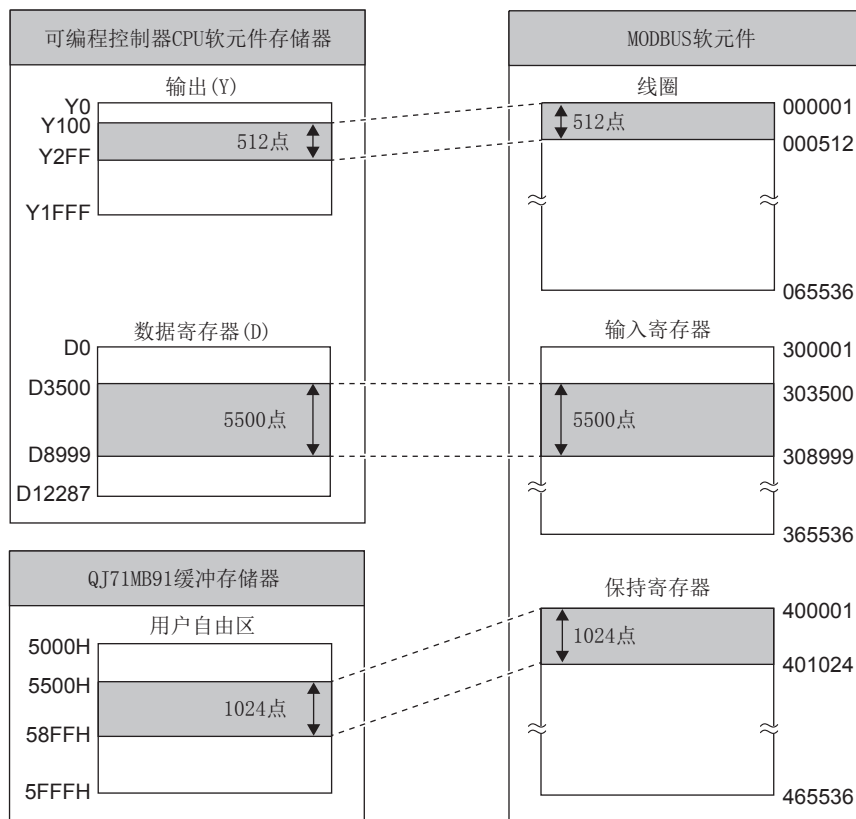 可编程控制器CPU软元件存储器
输出(Y)
Y0
Y100
512点
Y2FF
Y1FFF
数据寄存器(D)
D0
D3500
5500点
D8999
D12287
QJ71MB91缓冲存储器
用户自由区
5000H
5500H
1024点
58FFH
5FFFH
MODBUS软元件
线圈
000001
512点
000512
065536
输入寄存器
300001
303500
5500点
308999
365536
保持寄存器
400001
1024点
401024
465536